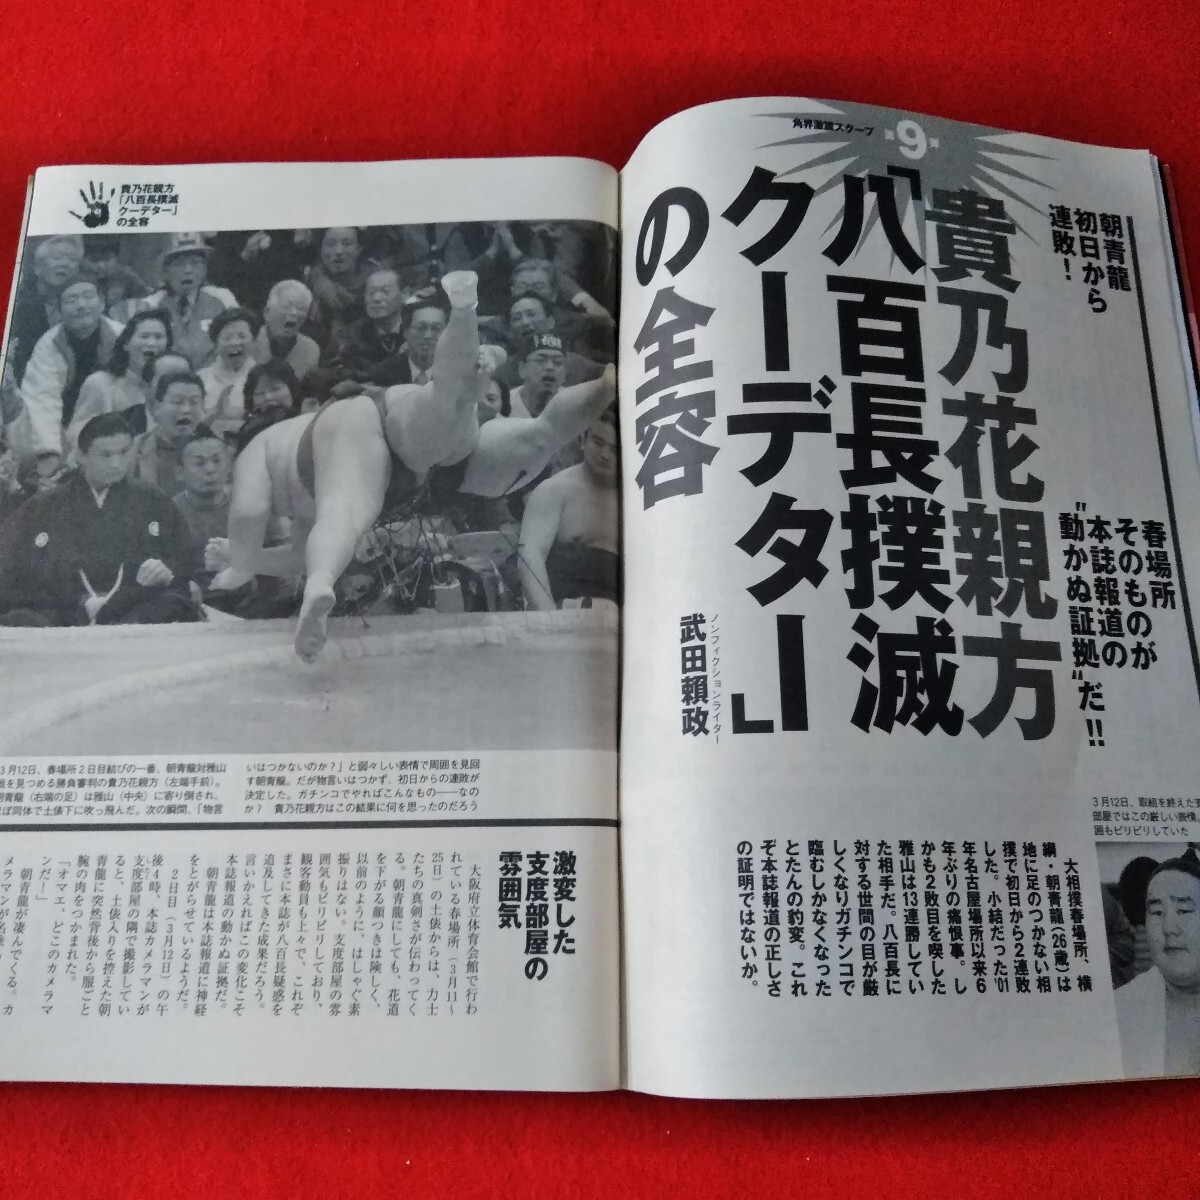 角界激震スクープ
第9弾
朝青龍
初日から
連敗!
春場所
そのものが
本誌報道の
"動かぬ証拠"だ!!
貴乃花親方
「八百長撲滅
クーデター」
の全容
ノンフィクションライター
武田頼政
大相撲春場所、横
綱・朝青龍(26歳)は
地に足のつかない相
撲で初日から2連敗
した。小結だった'01
年名古屋場所以来6
年ぶりの痛恨事。し
かも2敗目を喫した
雅山は13連勝してい
た相手だ。八百長に
対する世間の目が厳
しくなりガチンコで
臨むしかなくなった
とたんの豹変。これ
ぞ本誌報道の正しさ
の証明ではないか。
3月12日、取組を終えた支
部屋ではこの厳しい表情。
囲もピリピリしていた
貴乃花親方
「八百長撲滅
クーデター」
の全容
3月12日、春場所2日目結びの一番、朝青龍対雅山
戦を見つめる勝負審判の貴乃花親方(左端手前)。
朝青龍(右端の足)は雅山(中央)に寄り倒され、
ほぼ同体で土俵下に吹っ飛んだ。次の瞬間、「物言
いはつかないのか?」と弱々しい表情で周囲を見回
す朝青龍。だが物言いはつかず、初日からの連敗が
決定した。ガチンコでやればこんなもの――なの
か? 貴乃花親方はこの結果に何を思ったのだろう
激変した
支度部屋の
雰囲気
大阪府立体育会館で行わ
れている春場所(3月11~
25日)の土俵からは、力士
たちの真剣さが伝わってく
る。朝青龍にしても、花道
を下がる顔つきは険しく、
以前のように、はしゃぐ素
振りはない。支度部屋の雰
囲気もピリピリしており、
観客動員も上々で、これぞ
まさに本誌が八百長疑惑を
追及してきた成果だろう。
言いかえればこの変化こそ
本誌報道の動かぬ証拠だ。
朝青龍は本誌報道に神経
をとがらせているようだ。
2日目(3月12日)の午
後4時、本誌カメラマンが
支度部屋の隅で撮影してい
ると、土俵入りを控えた朝
青龍に突然背後から服ごと
腕の肉をつかまれた。
「オマエ、どこのカメラマ
ンだ!」
朝青龍が凄んでくる。カ